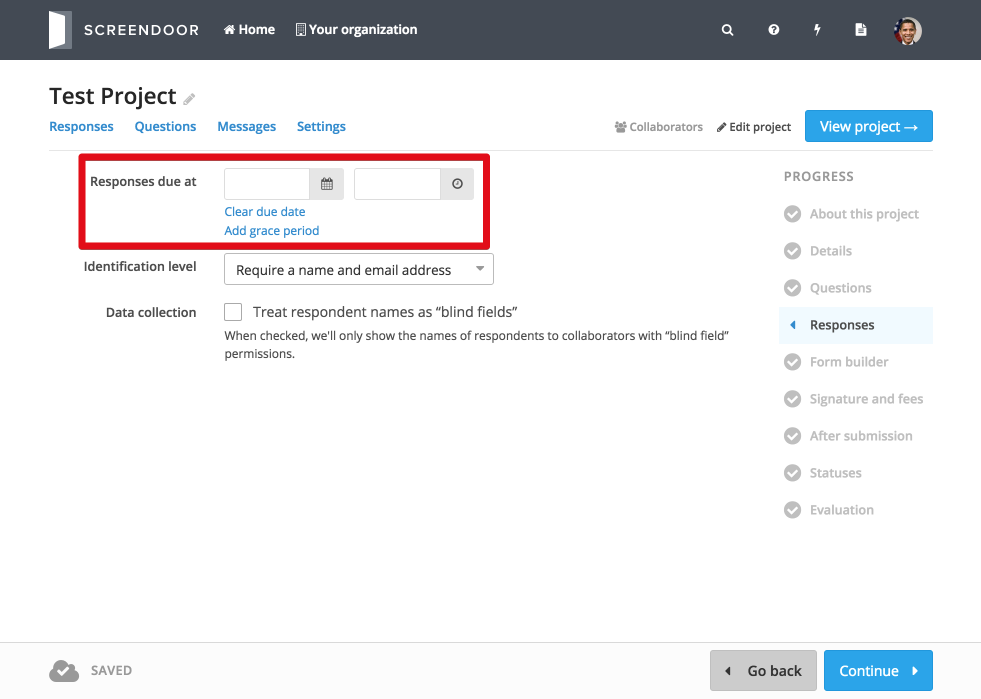 SCREENDOOR Home Your organization
Test Project
Responses Questions Messages Settings Collaborators Edit project View project →
Responses due at
Clear due date
Add grace period
Identification level Require a name and email address
Data collection Treat respondent names as “blind fields”
When checked, we'll only show the names of respondents to collaborators with “blind field”
permissions.
PROGRESS
About this project
Details
Questions
Responses
Form builder
Signature and fees
After submission
Statuses
Evaluation
SAVED Go back Continue